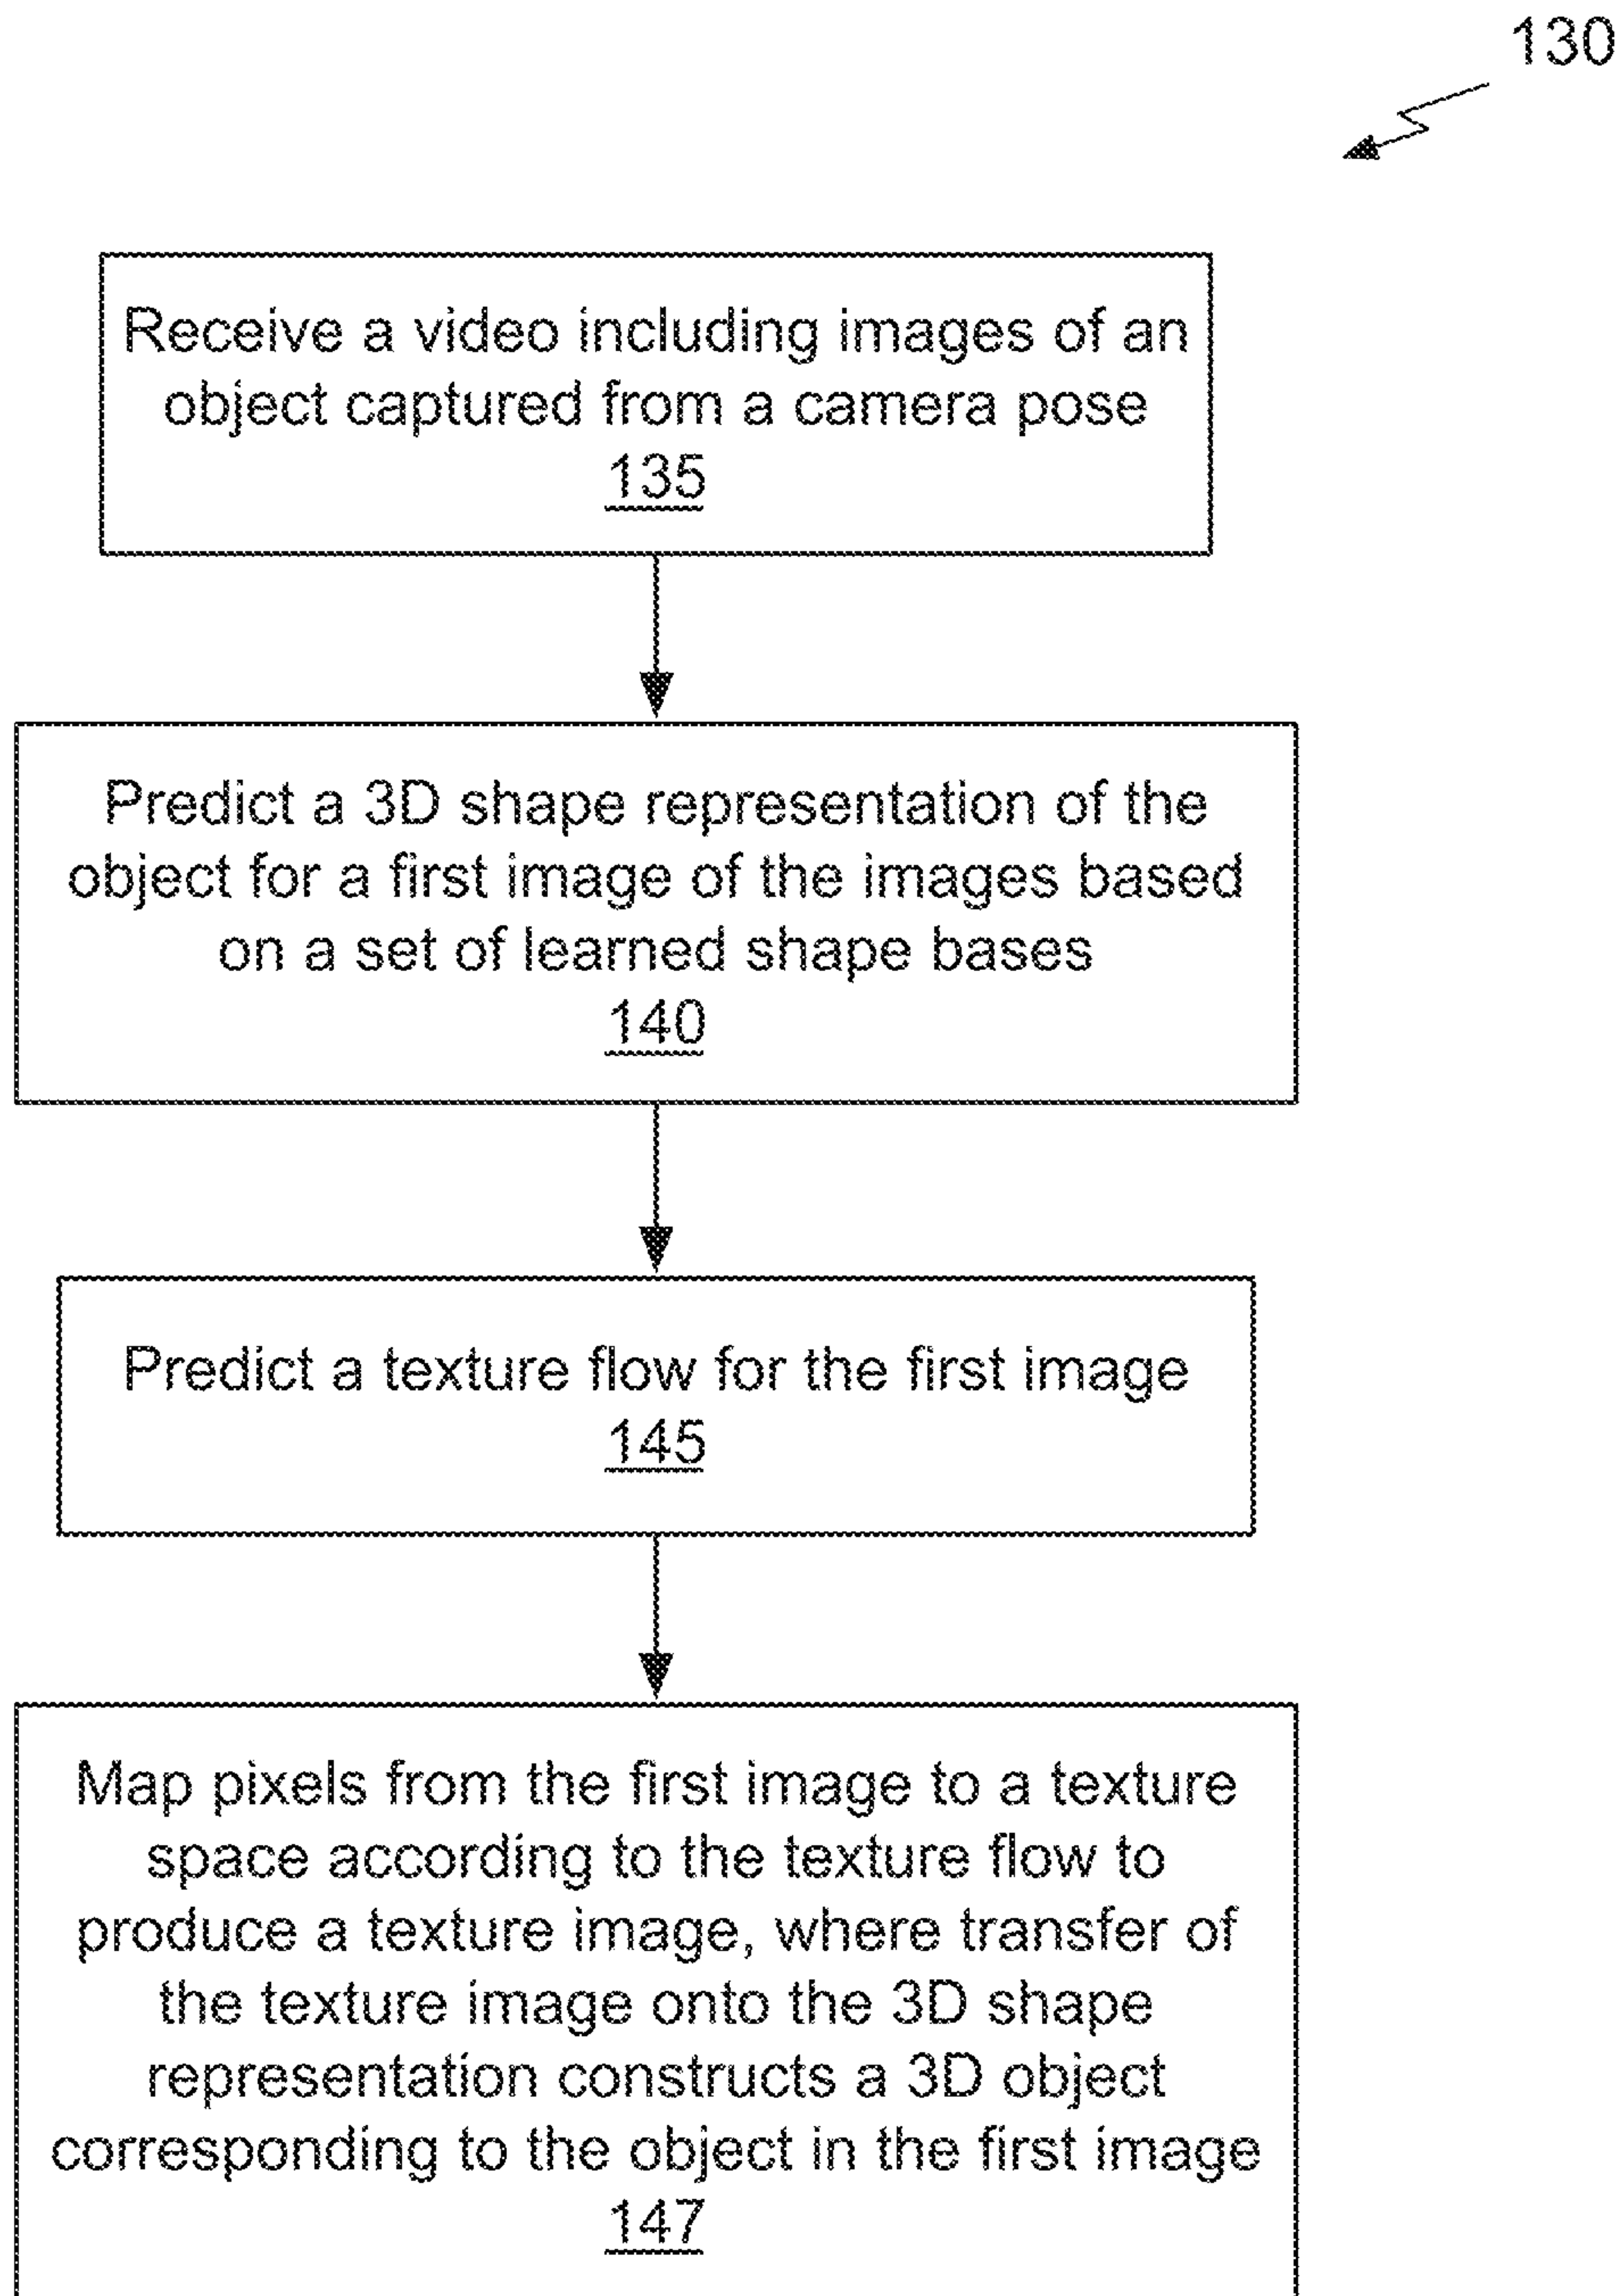 130
Receive a video including images of an
object captured from a camera pose
135
Predict a 3D shape representation of the
object for a first image of the images based
on a set of learned shape bases
140
Predict a texture flow for the first image
145
Map pixels from the first image to a texture
space according to the texture flow to
produce a texture image, where transfer of
the texture image onto the 3D shape
representation constructs a 3D object
corresponding to the object in the first image
147